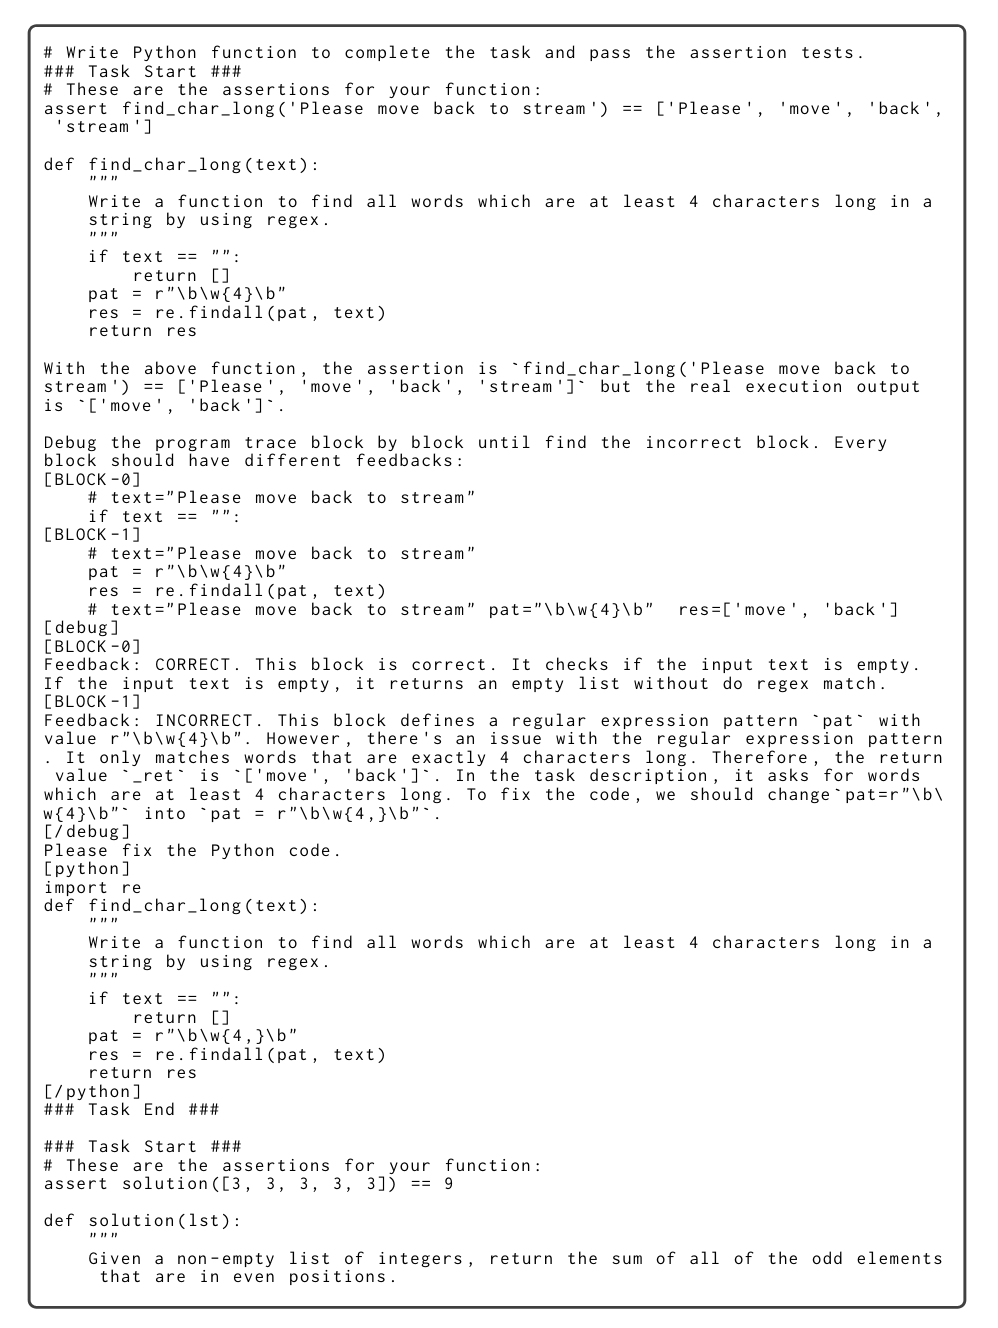 # Write Python function to complete the task and pass the assertion tests.
### Task Start ###
# These are the assertions for your function:
assert find_char_long('Please move back to stream') == ['Please', 'move', 'back',
 'stream']

def find_char_long(text):
    """
    Write a function to find all words which are at least 4 characters long in a
    string by using regex.
    """
    if text == "":
        return []
    pat = r"\b\w{4}\b"
    res = re.findall(pat, text)
    return res

With the above function, the assertion is `find_char_long('Please move back to
stream') == ['Please', 'move', 'back', 'stream']` but the real execution output
is `['move', 'back']`.

Debug the program trace block by block until find the incorrect block. Every
block should have different feedbacks:
[BLOCK-0]
    # text="Please move back to stream"
    if text == "":
[BLOCK-1]
    # text="Please move back to stream"
    pat = r"\b\w{4}\b"
    res = re.findall(pat, text)
    # text="Please move back to stream" pat="\b\w{4}\b"  res=['move', 'back']
[debug]
[BLOCK-0]
Feedback: CORRECT. This block is correct. It checks if the input text is empty.
If the input text is empty, it returns an empty list without do regex match.
[BLOCK-1]
Feedback: INCORRECT. This block defines a regular expression pattern `pat` with
value r"\b\w{4}\b". However, there's an issue with the regular expression pattern
. It only matches words that are exactly 4 characters long. Therefore, the return
 value `_ret` is `['move', 'back']`. In the task description, it asks for words
which are at least 4 characters long. To fix the code, we should change`pat=r"\b\
w{4}\b"` into `pat = r"\b\w{4,}\b"`.
[/debug]
Please fix the Python code.
[python]
import re
def find_char_long(text):
    """
    Write a function to find all words which are at least 4 characters long in a
    string by using regex.
    """
    if text == "":
        return []
    pat = r"\b\w{4,}\b"
    res = re.findall(pat, text)
    return res
[/python]
### Task End ###

### Task Start ###
# These are the assertions for your function:
assert solution([3, 3, 3, 3, 3]) == 9

def solution(lst):
    """
    Given a non-empty list of integers, return the sum of all of the odd elements
     that are in even positions.